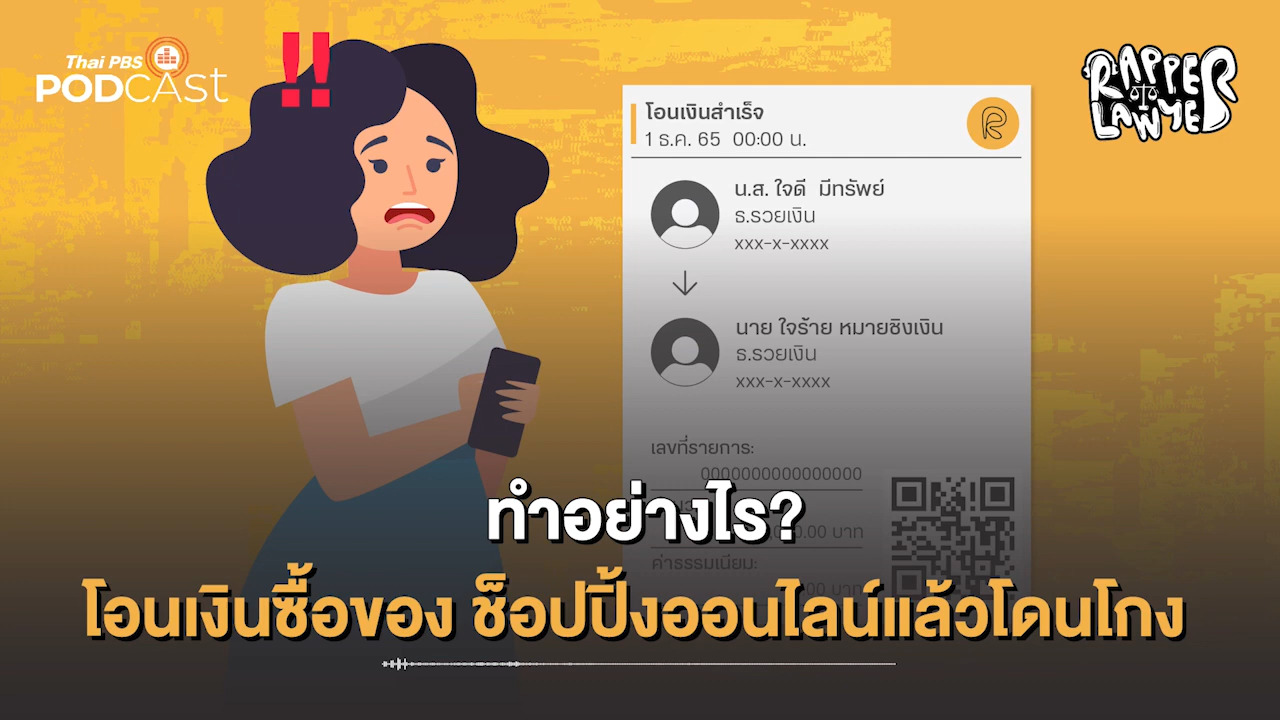 Thai PBS
PODCAST
!!
RAPPER
LAWYER
โอนเงินสำเร็จ
1 ธ.ค. 65 00:00 น.
น.ส. ใจดี มีทรัพย์
ธ.รวยเงิน
xxx-x-xxxx
นาย ใจร้าย หมายชิงเงิน
ธ.รวยเงิน
xxx-x-xxxx
เลขที่รายการ:
0000000000000000
บาท
ค่าธรรมเนียม:
ทำอย่างไร?
โอนเงินซื้อของ ช็อปปิ้งออนไลน์แล้วโดนโกง